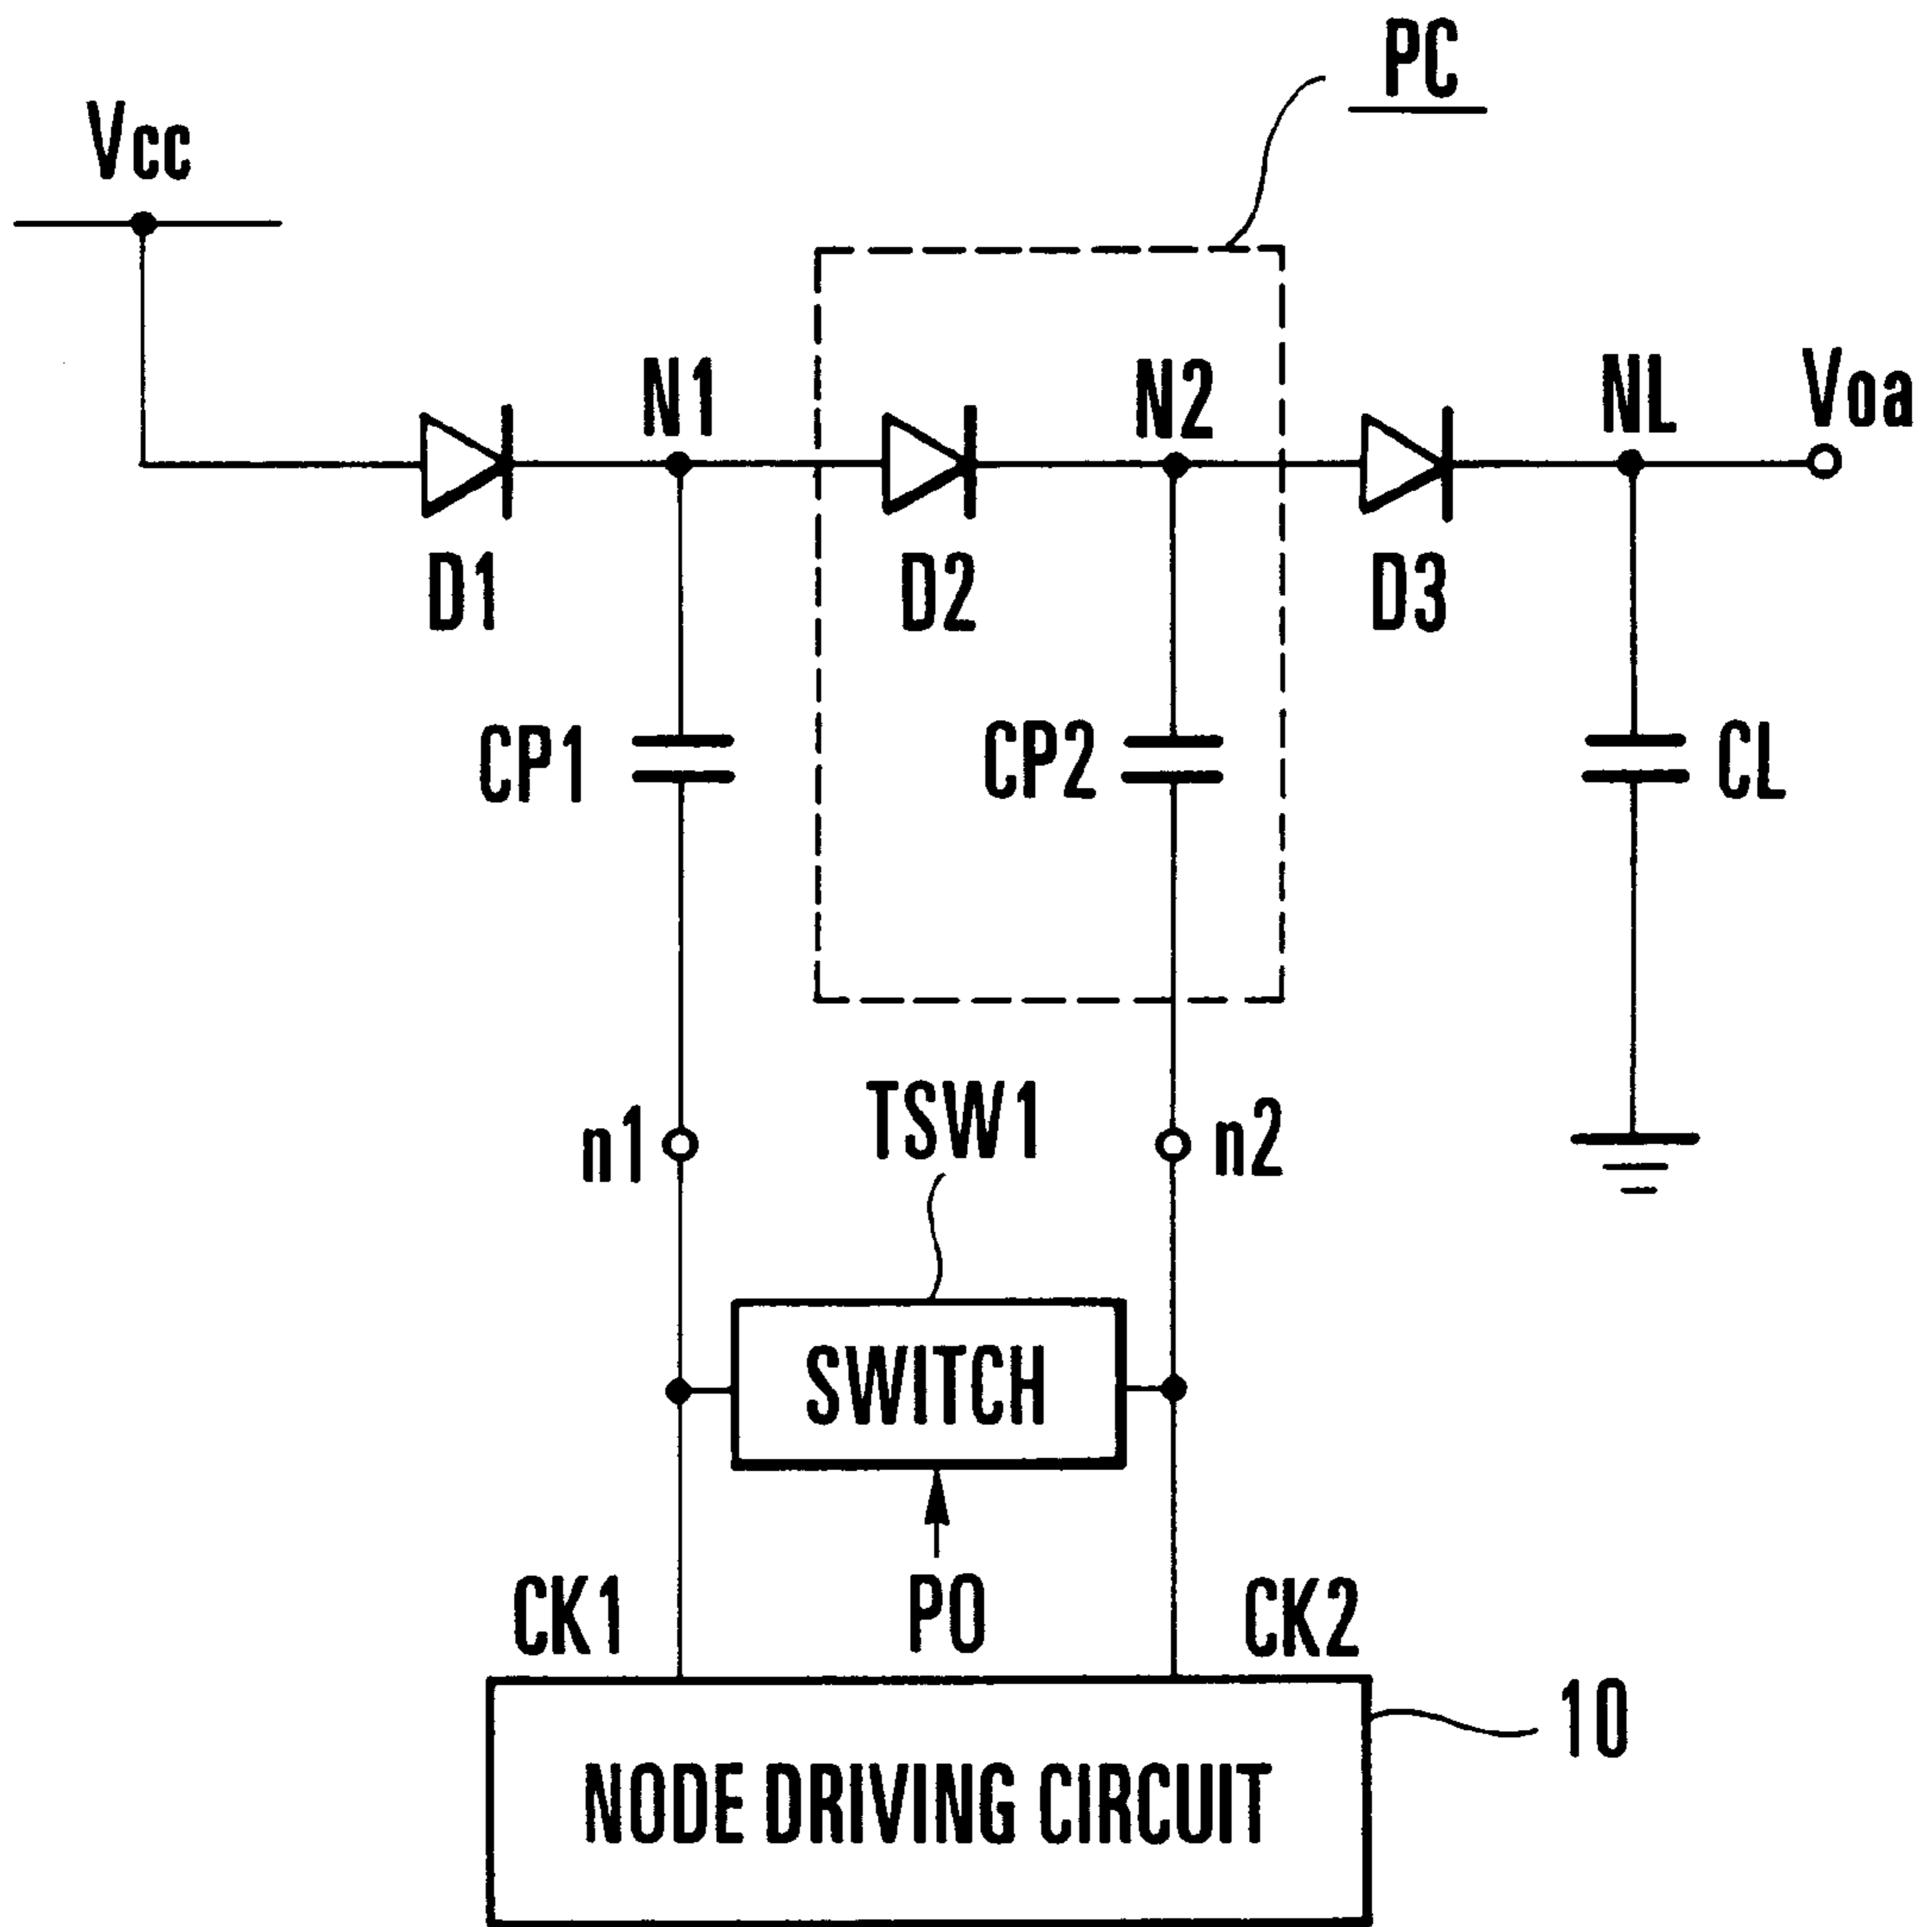 PC
Vcc
N1
N2
NL
Voa
D1
D2
D3
CP1
CP2
CL
TSW1
n1
n2
SWITCH
CK1
PO
CK2
10
NODE DRIVING CIRCUIT